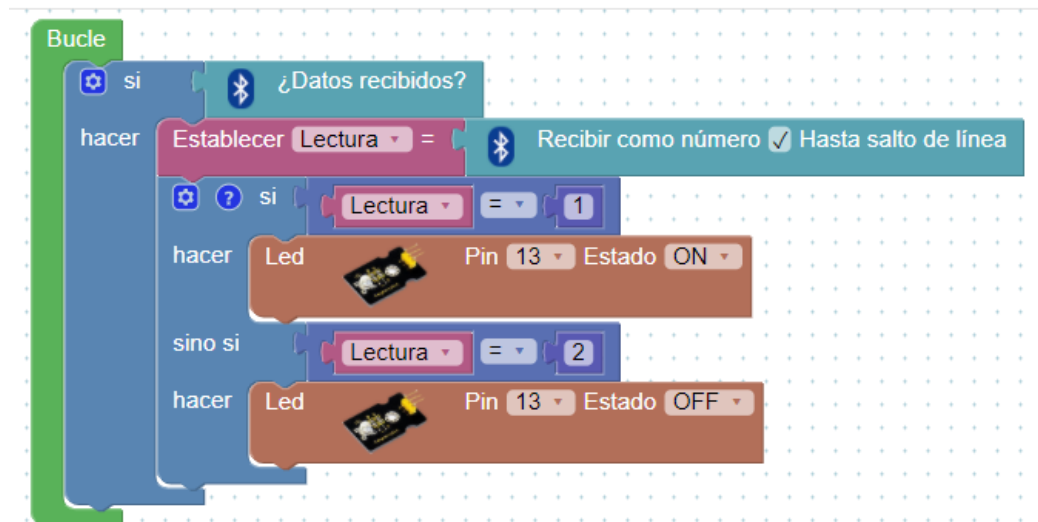 Bucle
si ¿Datos recibidos?
hacer Establecer Lectura = Recibir como número Hasta salto de línea
? si Lectura = 1
hacer Led Pin 13 Estado ON
sino si Lectura = 2
hacer Led Pin 13 Estado OFF